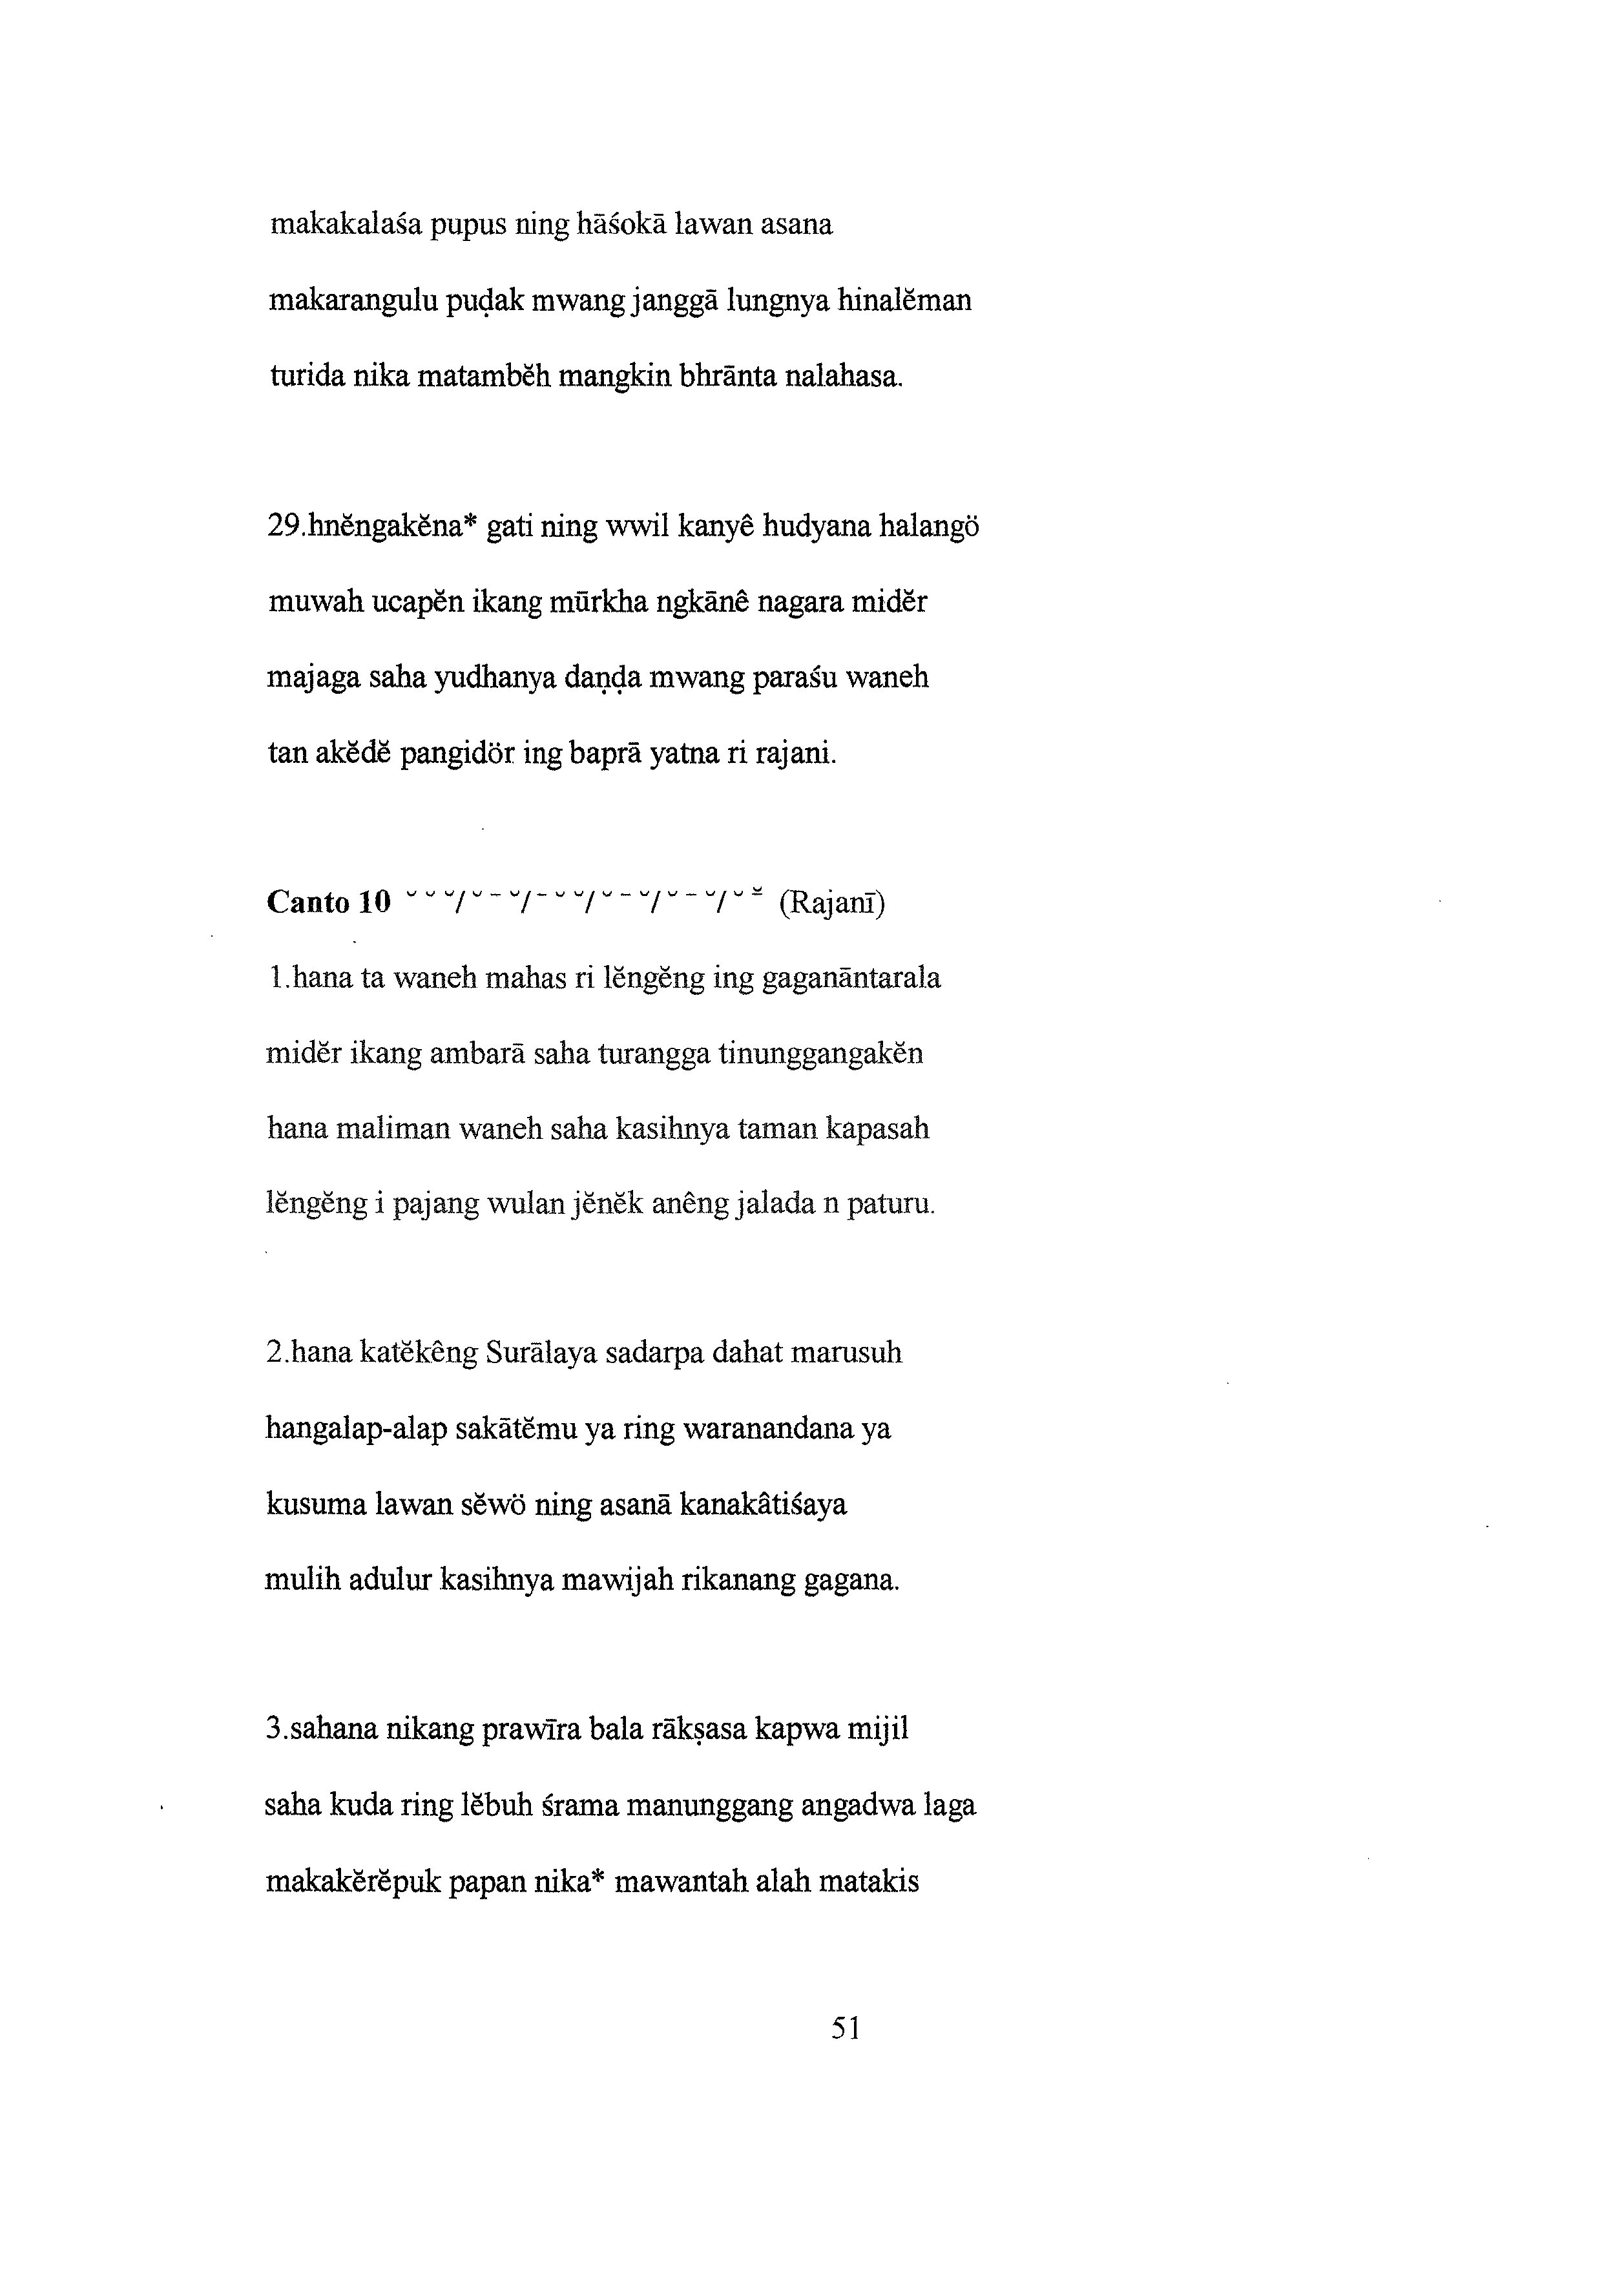 makakalaśa pupus ning hāśokā lawan asana
makarangulu puḍak mwang janggā lungnya hinalĕman
turida nika matambĕh mangkin bhrānta nalahasa.
29.hnĕngakĕna* gati ning wwil kanyê hudyana halangö
muwah ucapĕn ikang mūrkha ngkānê nagara midĕr
majaga saha yudhanya daṇḍa mwang paraśu waneh
tan akĕdĕ pangidör ing baprā yatna ri rajani.
Canto 10 ˘ ˘ ˘/˘ – ˘/– ˘ ˘/˘ – ˘/˘ – ˘/˘ ⏓ (Rajanī)
1.hana ta waneh mahas ri lĕngĕng ing gaganāntarala
midĕr ikang ambarā saha turangga tinunggangakĕn
hana maliman waneh saha kasihnya taman kapasah
lĕngĕng i pajang wulan jĕnĕk anêng jalada n paturu.
2.hana katĕkêng Surālaya sadarpa dahat marusuh
hangalap-alap sakātĕmu ya ring waranandana ya
kusuma lawan sĕwö ning asanā kanakâtiśaya
mulih adulur kasihnya mawijah rikanang gagana.
3.sahana nikang prawīra bala rākṣasa kapwa mijil
saha kuda ring lĕbuh śrama manunggang angadwa laga
makakĕrĕpuk papan nika* mawantah alah matakis
51